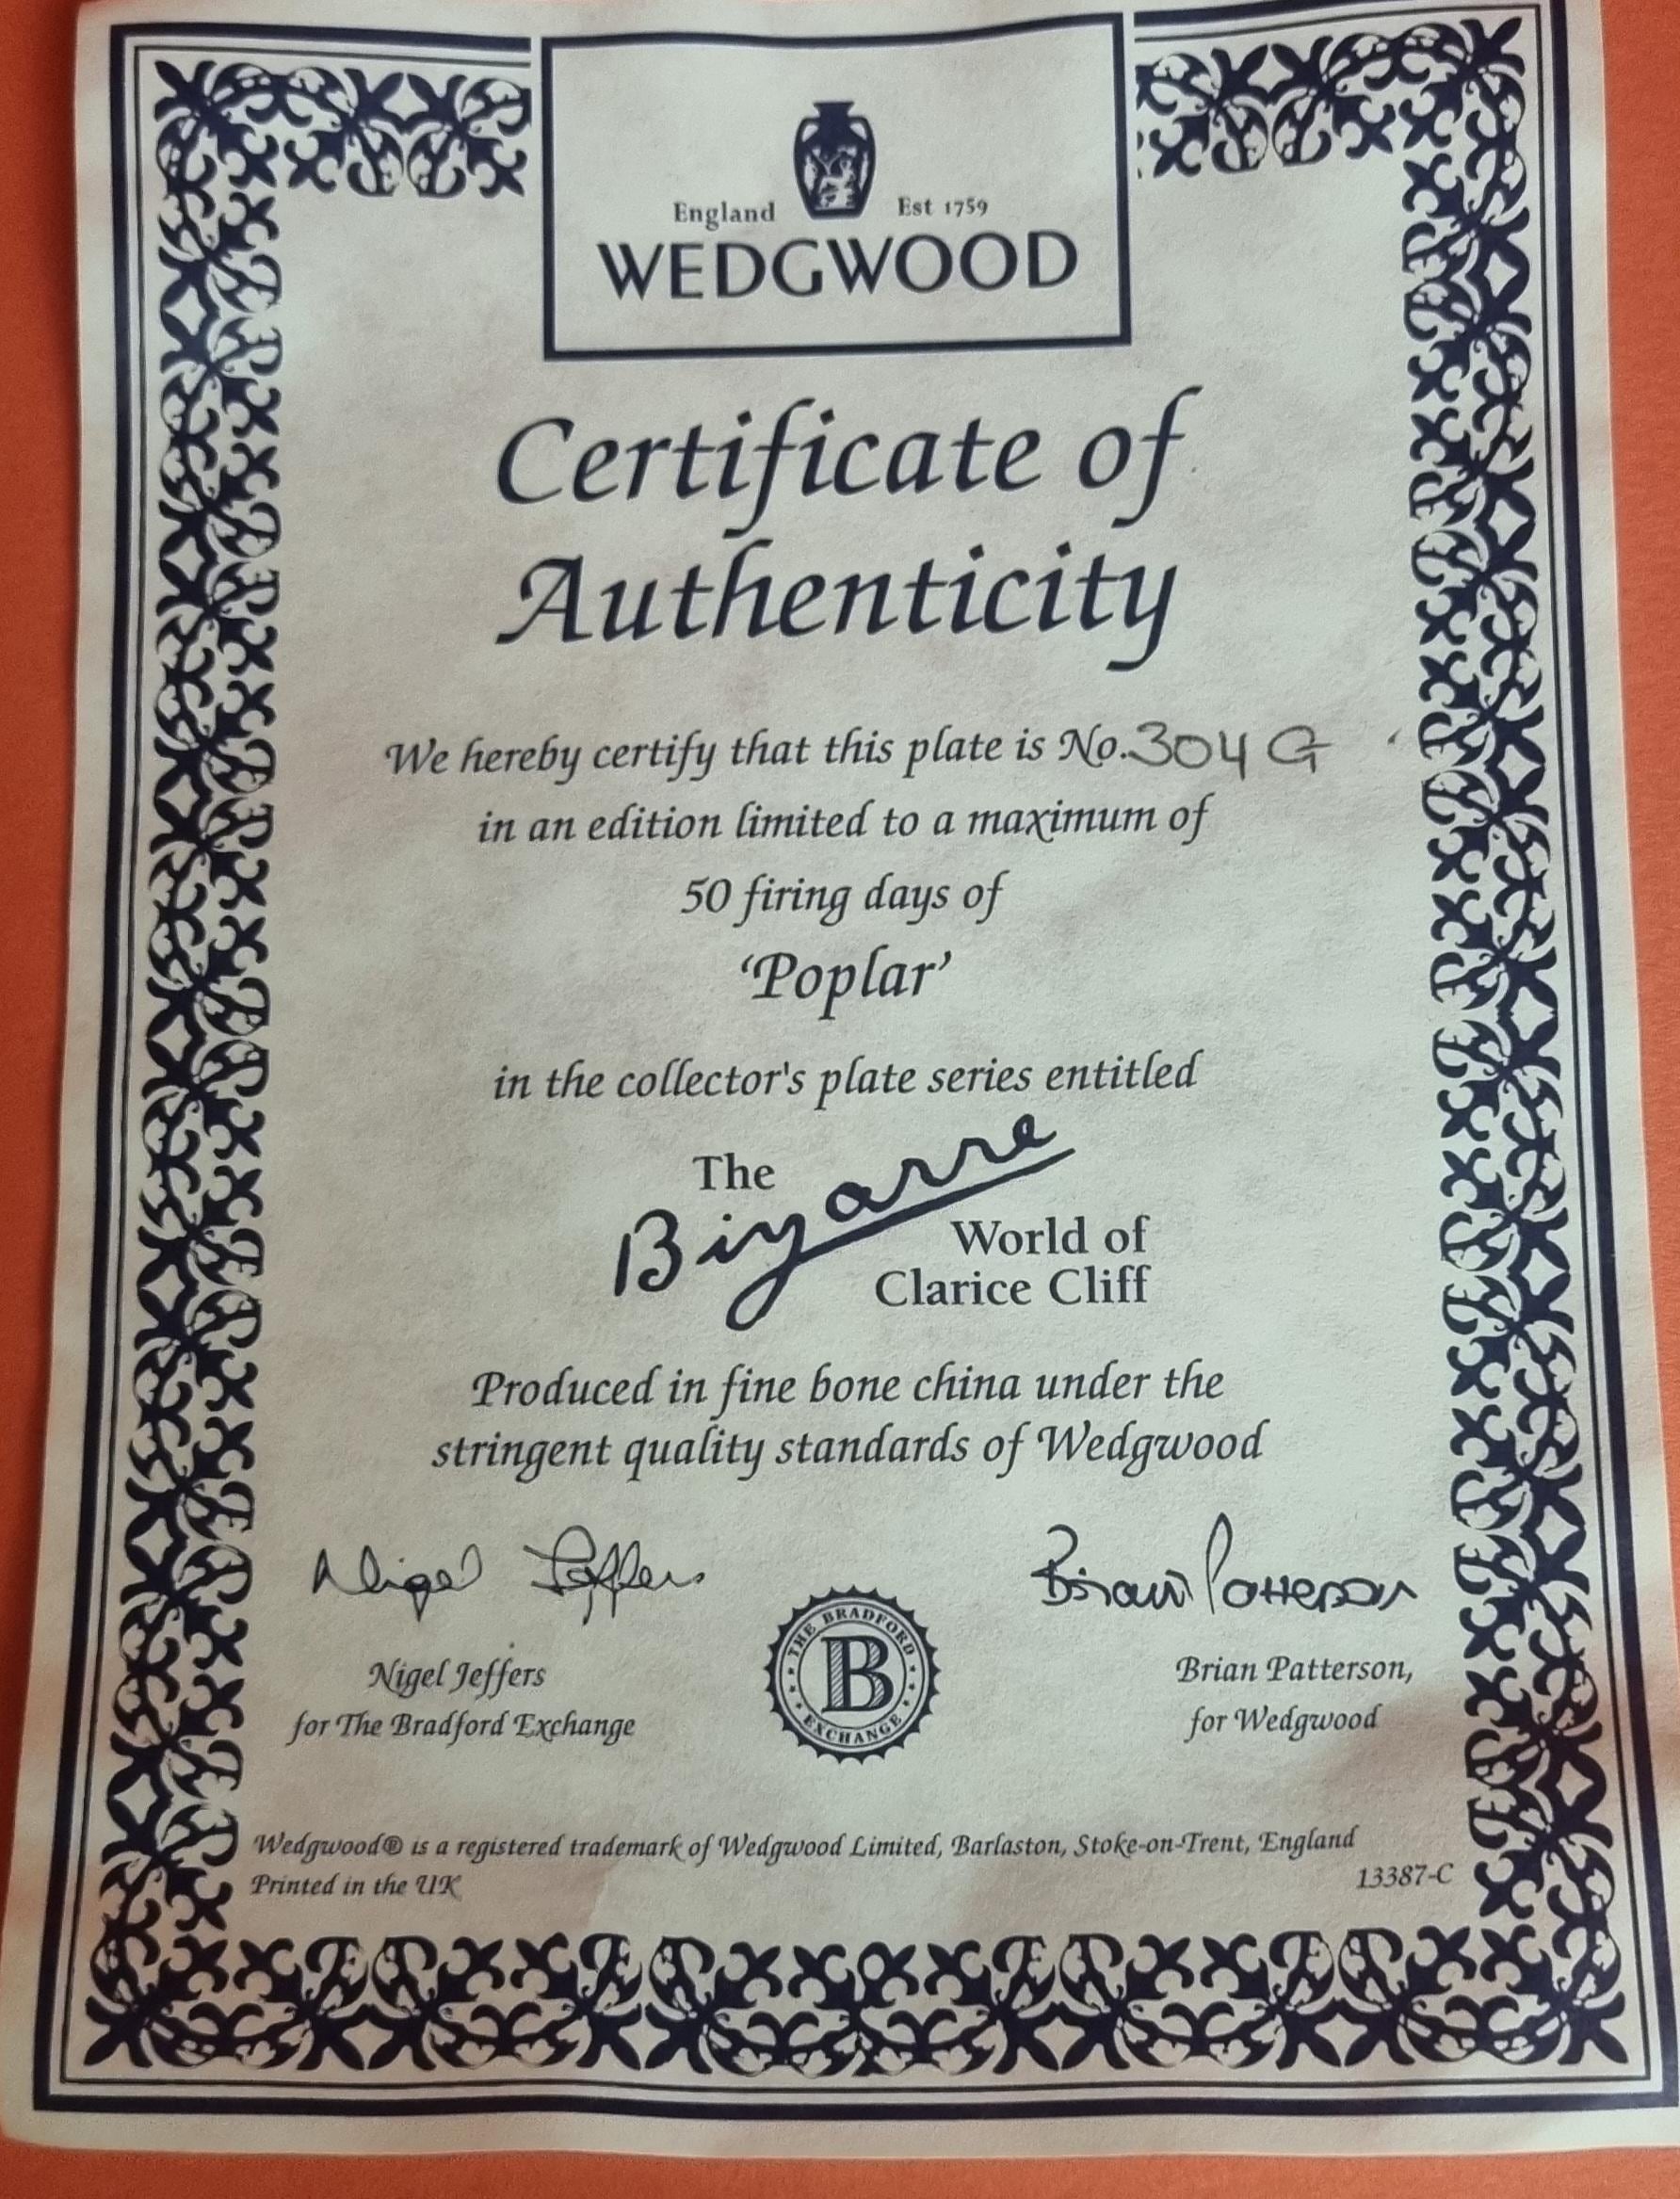 England Est 1759
WEDGWOOD
Certificate of
Authenticity
We hereby certify that this plate is No. 304 G
in an edition limited to a maximum of
50 firing days of
‘Poplar’
in the collector's plate series entitled
The
Bizarre
World of
Clarice Cliff
Produced in fine bone china under the
stringent quality standards of Wedgwood
Nigel Jeffers Brian Patterson
THE BRADFORD
B
EXCHANGE
Nigel Jeffers Brian Patterson,
for The Bradford Exchange for Wedgwood
Wedgwood® is a registered trademark of Wedgwood Limited, Barlaston, Stoke-on-Trent, England
Printed in the UK 13387-C